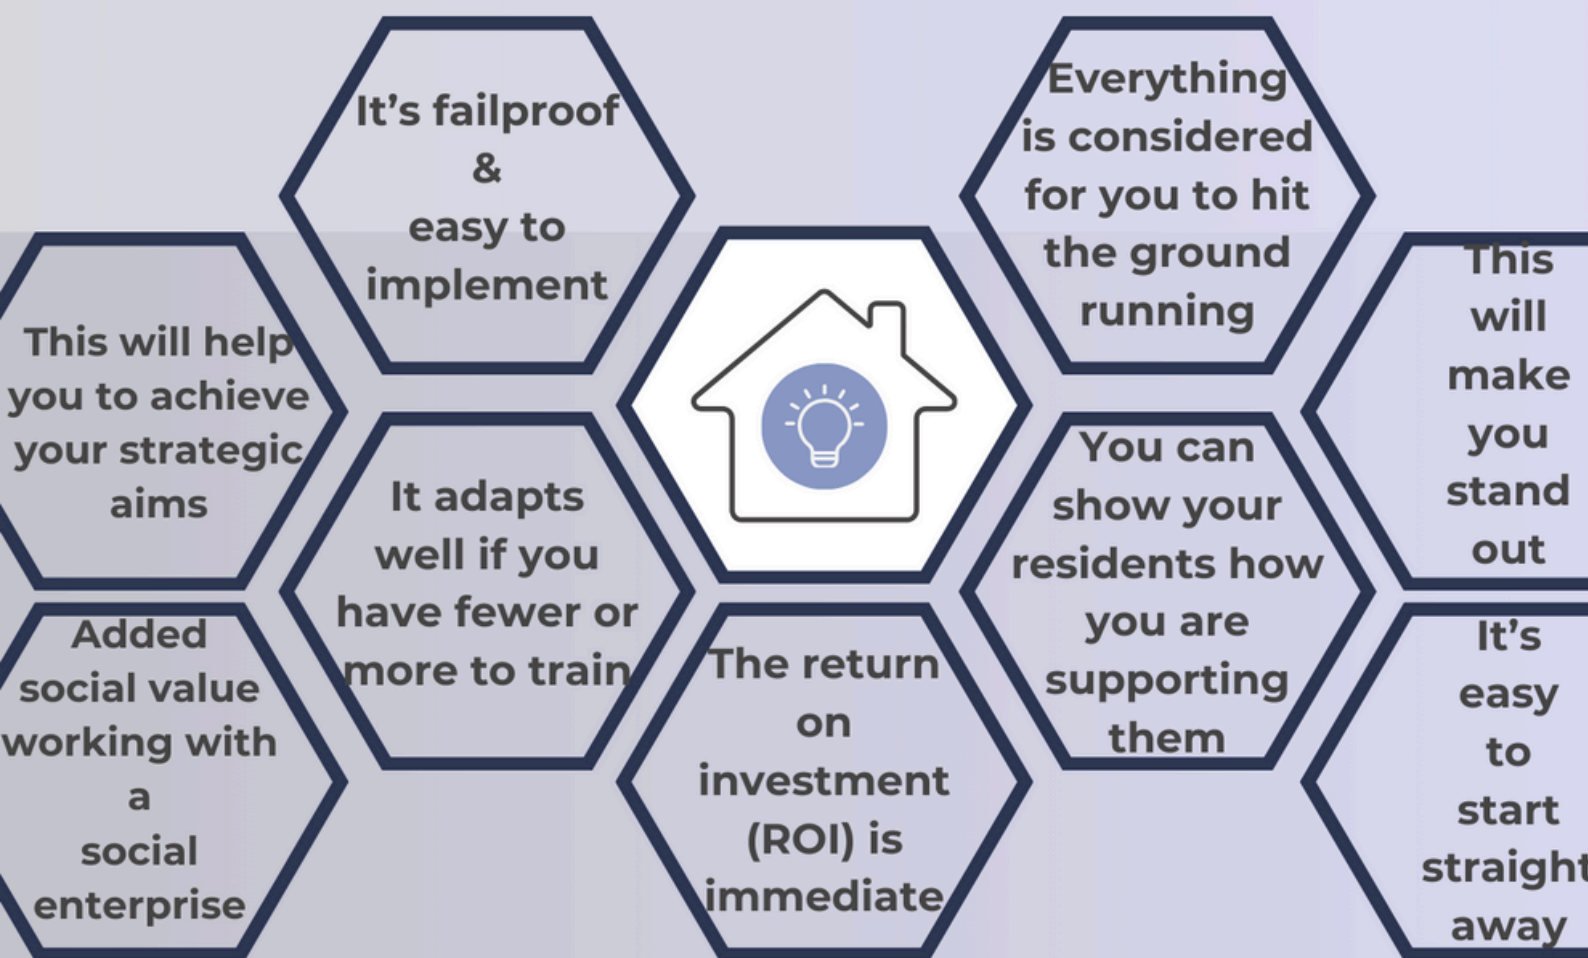 It’s failproof
&
easy to
implement
Everything
is considered
for you to hit
the ground
running
This will help
you to achieve
your strategic
aims
This
will
make
you
stand
out
It adapts
well if you
have fewer or
more to train
You can
show your
residents how
you are
supporting
them
Added
social value
working with
a
social
enterprise
The return
on
investment
(ROI) is
immediate
It’s
easy
to
start
straight
away